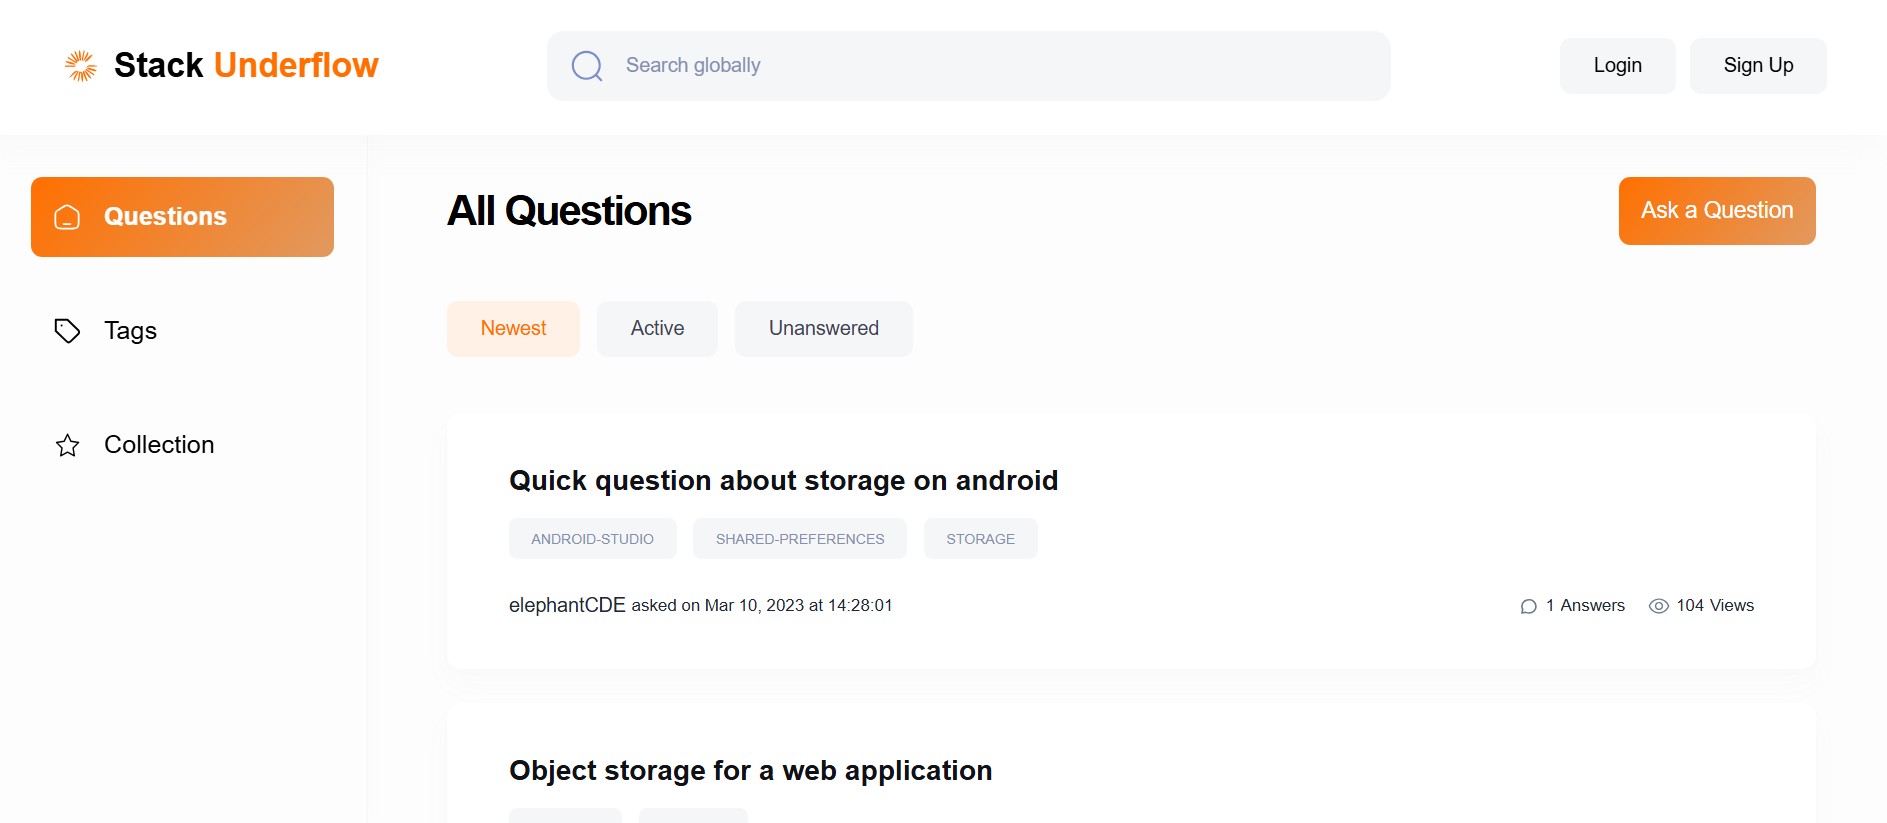 Stack Underflow
Search globally
Login
Sign Up
Questions
Tags
Collection
All Questions
Ask a Question
Newest
Active
Unanswered
Quick question about storage on android
ANDROID-STUDIO
SHARED-PREFERENCES
STORAGE
elephantCDE asked on Mar 10, 2023 at 14:28:01
1 Answers
104 Views
Object storage for a web application